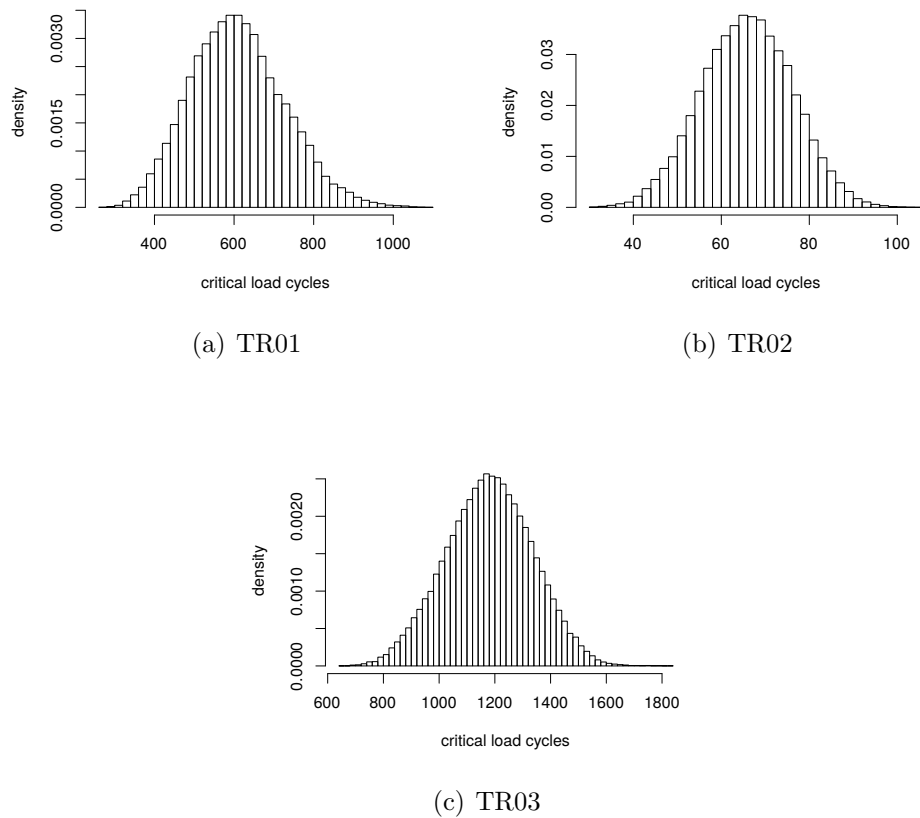 density
0.0000 0.0015 0.0030
400 600 800 1000
critical load cycles
(a) TR01
density
0.00 0.01 0.02 0.03
40 60 80 100
critical load cycles
(b) TR02
density
0.0000 0.0010 0.0020
600 800 1000 1200 1400 1600 1800
critical load cycles
(c) TR03